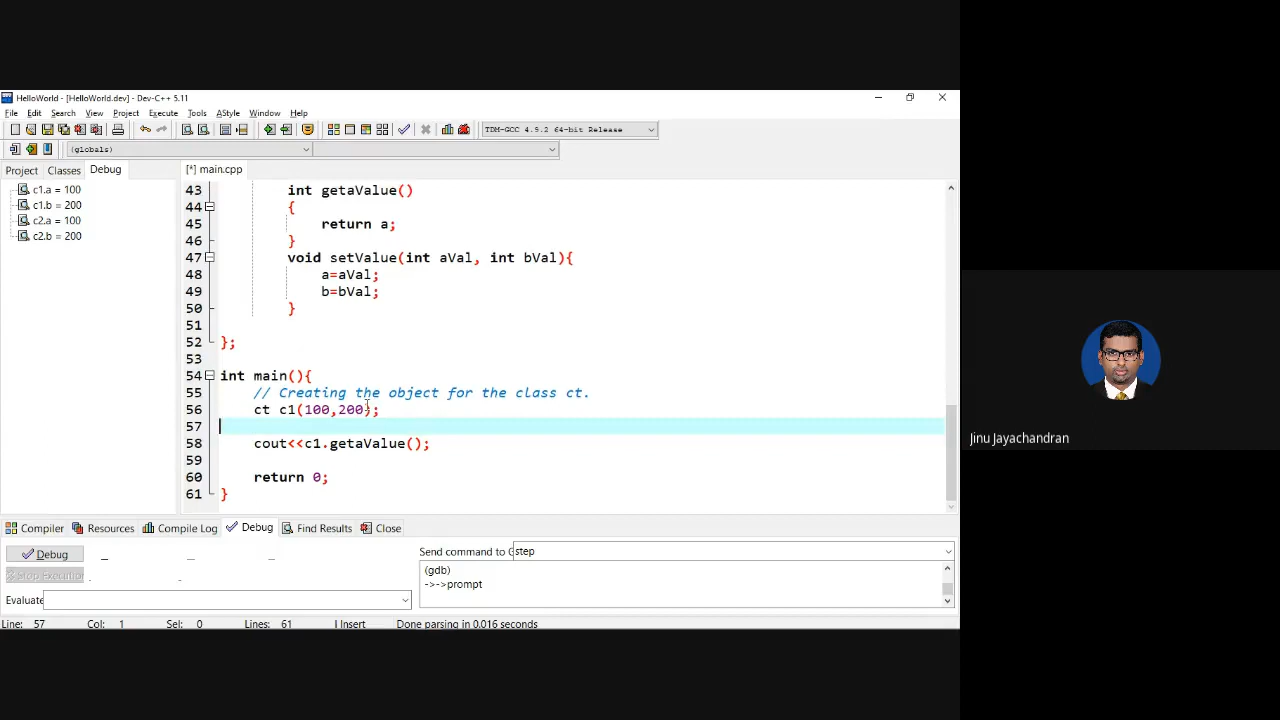 HelloWorld - [HelloWorld.dev] - Dev-C++ 5.11
File Edit Search View Project Execute Tools AStyle Window Help
TDM-GCC 4.9.2 64-bit Release
(globals)
Project Classes Debug
[*] main.cpp
c1.a = 100
c1.b = 200
c2.a = 100
c2.b = 200
43 int getaValue()
44 {
45 return a;
46 }
47 void setValue(int aVal, int bVal){
48 a=aVal;
49 b=bVal;
50 }
51
52 };
53
54 int main(){
55 // Creating the object for the class ct.
56 ct c1(100,200);
57
58 cout<<c1.getaValue();
59
60 return 0;
61 }
Jinu Jayachandran
Compiler Resources Compile Log Debug Find Results Close
Debug
Stop Execution
Send command to G
step
(gdb)
->->prompt
Evaluate
Line: 57 Col: 1 Sel: 0 Lines: 61 Insert Done parsing in 0.016 seconds